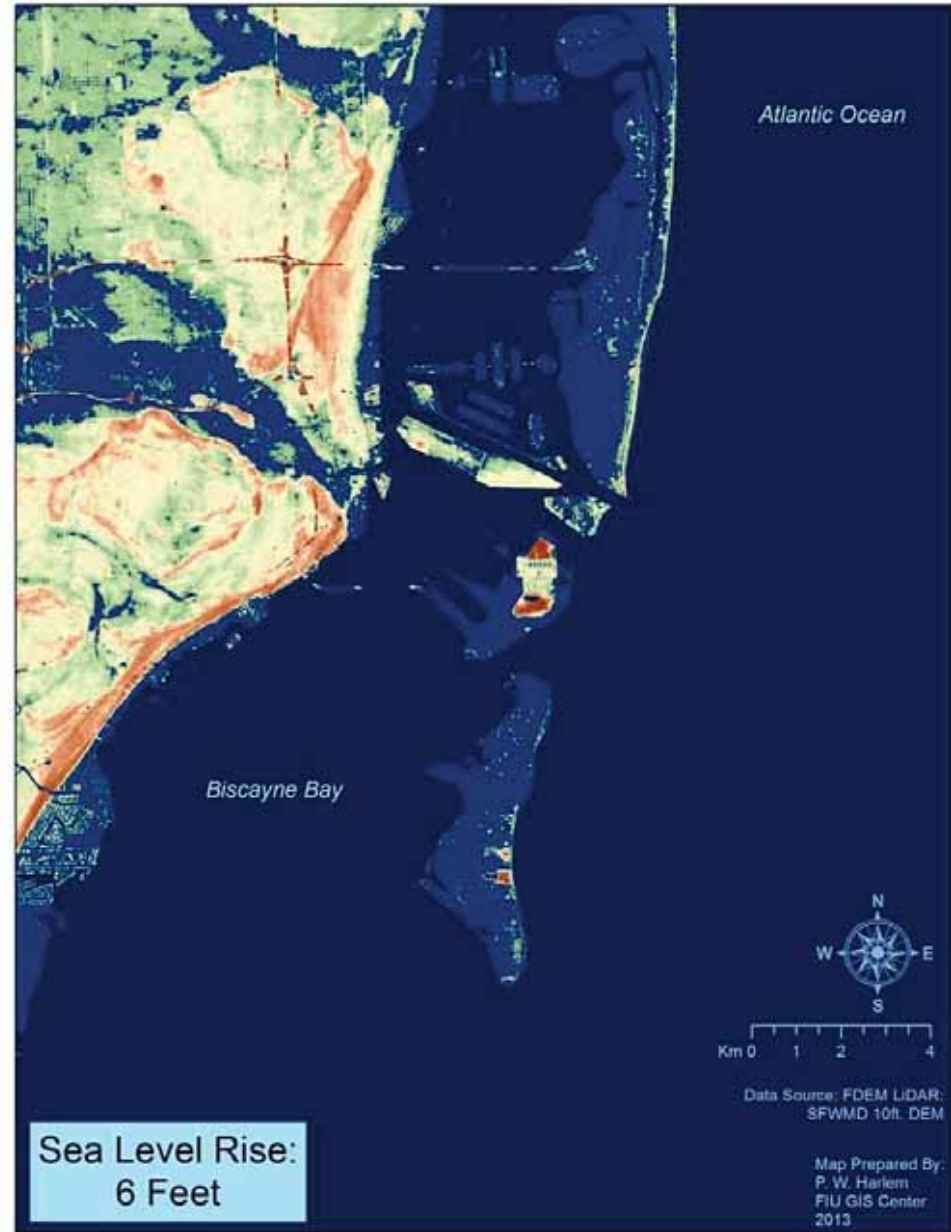 Atlantic Ocean
Biscayne Bay
N
W E
S
Km 0 1 2 4
Data Source: FDEM LiDAR:
SFWMD 10ft. DEM
Sea Level Rise:
6 Feet
Map Prepared By:
P. W. Harlem
FIU GIS Center
2013